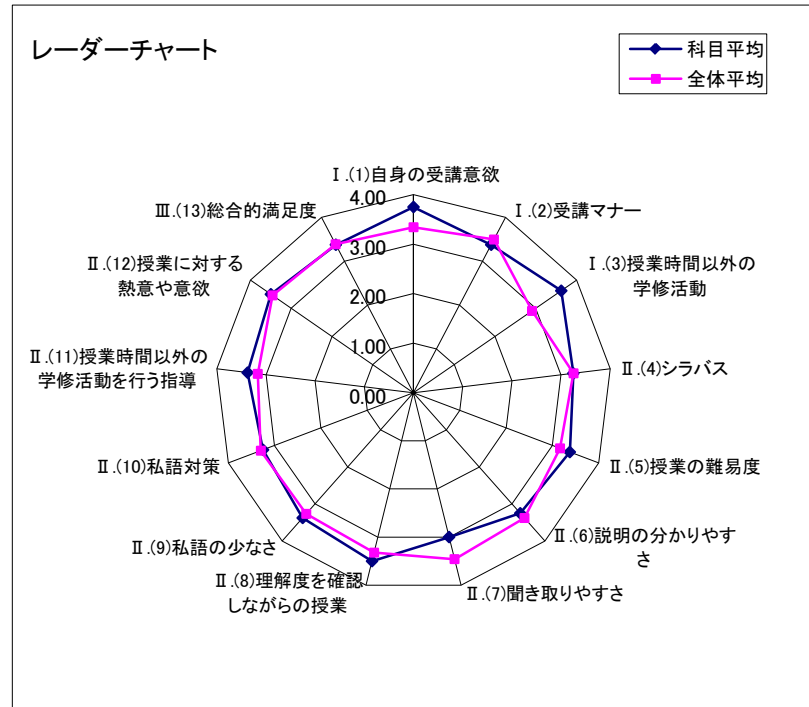 レーダーチャート
科目平均
全体平均
Ⅰ.(1)自身の受講意欲
Ⅰ.(2)受講マナー
Ⅰ.(3)授業時間以外の
学修活動
Ⅱ.(4)シラバス
Ⅱ.(5)授業の難易度
Ⅱ.(6)説明の分かりやす
さ
Ⅱ.(7)聞き取りやすさ
Ⅱ.(8)理解度を確認
しながらの授業
Ⅱ.(9)私語の少なさ
Ⅱ.(10)私語対策
Ⅱ.(11)授業時間以外の
学修活動を行う指導
Ⅱ.(12)授業に対する
熱意や意欲
Ⅲ.(13)総合的満足度
4.00
3.00
2.00
1.00
0.00